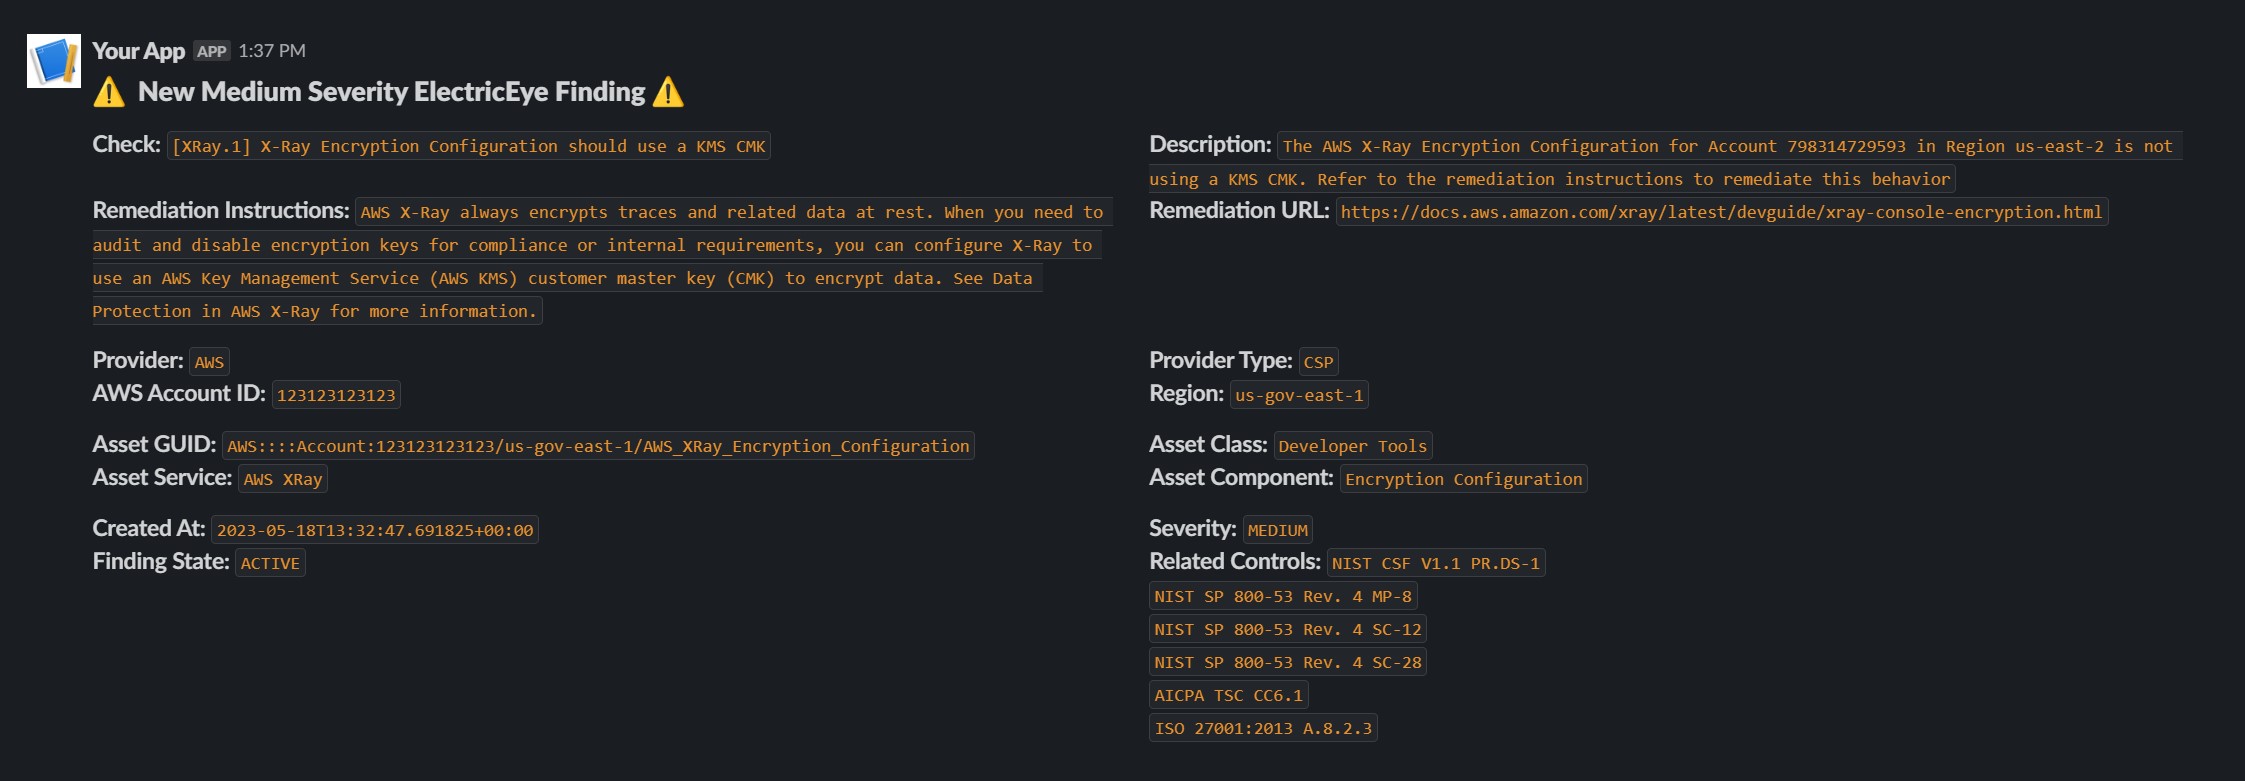 Your App APP 1:37 PM
New Medium Severity ElectricEye Finding
Check: [XRay.1] X-Ray Encryption Configuration should use a KMS CMK
Description: The AWS X-Ray Encryption Configuration for Account 798314729593 in Region us-east-2 is not
using a KMS CMK. Refer to the remediation instructions to remediate this behavior
Remediation Instructions: AWS X-Ray always encrypts traces and related data at rest. When you need to
audit and disable encryption keys for compliance or internal requirements, you can configure X-Ray to
use an AWS Key Management Service (AWS KMS) customer master key (CMK) to encrypt data. See Data
Protection in AWS X-Ray for more information.
Remediation URL: https://docs.aws.amazon.com/xray/latest/devguide/xray-console-encryption.html
Provider: AWS
Provider Type: CSP
AWS Account ID: 123123123123
Region: us-gov-east-1
Asset GUID: AWS::::Account:123123123123/us-gov-east-1/AWS_XRay_Encryption_Configuration
Asset Class: Developer Tools
Asset Service: AWS XRay
Asset Component: Encryption Configuration
Created At: 2023-05-18T13:32:47.691825+00:00
Severity: MEDIUM
Finding State: ACTIVE
Related Controls: NIST CSF V1.1 PR.DS-1
NIST SP 800-53 Rev. 4 MP-8
NIST SP 800-53 Rev. 4 SC-12
NIST SP 800-53 Rev. 4 SC-28
AICPA TSC CC6.1
ISO 27001:2013 A.8.2.3